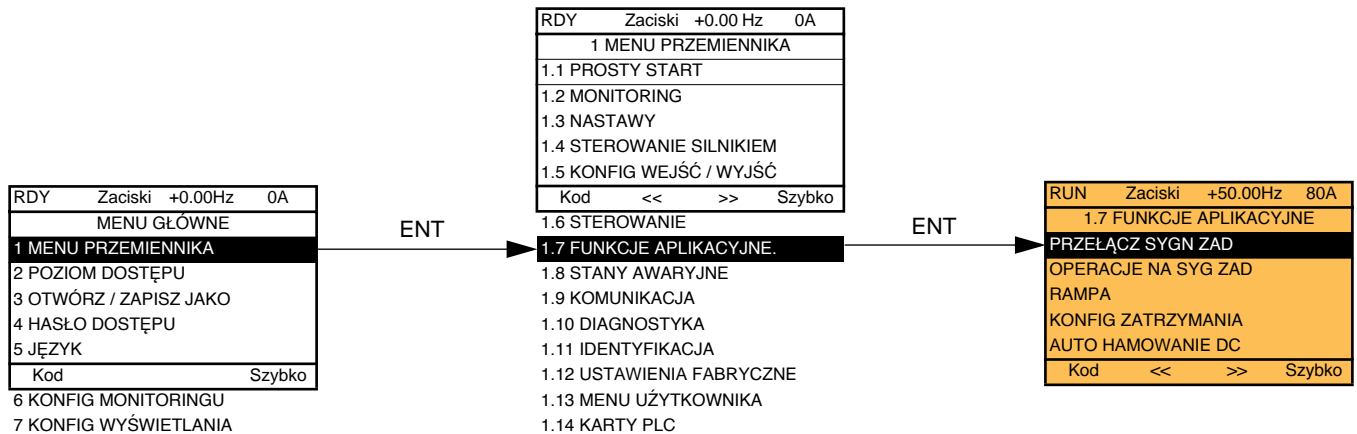 RDY Zaciski +0.00Hz 0A
MENU GŁÓWNE
1 MENU PRZEMIENNIKA
2 POZIOM DOSTĘPU
3 OTWÓRZ / ZAPISZ JAKO
4 HASŁO DOSTĘPU
5 JĘZYK
Kod Szybko
6 KONFIG MONITORINGU
7 KONFIG WYŚWIETLANIA
ENT
RDY Zaciski +0.00 Hz 0A
1 MENU PRZEMIENNIKA
1.1 PROSTY START
1.2 MONITORING
1.3 NASTAWY
1.4 STEROWANIE SILNIKIEM
1.5 KONFIG WEJŚĆ / WYJŚĆ
Kod << >> Szybko
1.6 STEROWANIE
1.7 FUNKCJE APLIKACYJNE.
1.8 STANY AWARYJNE
1.9 KOMUNIKACJA
1.10 DIAGNOSTYKA
1.11 IDENTYFIKACJA
1.12 USTAWIENIA FABRYCZNE
1.13 MENU UŻYTKOWNIKA
1.14 KARTY PLC
ENT
RUN Zaciski +50.00Hz 80A
1.7 FUNKCJE APLIKACYJNE
PRZEŁĄCZ SYGN ZAD
OPERACJE NA SYG ZAD
RAMPA
KONFIG ZATRZYMANIA
AUTO HAMOWANIE DC
Kod << >> Szybko